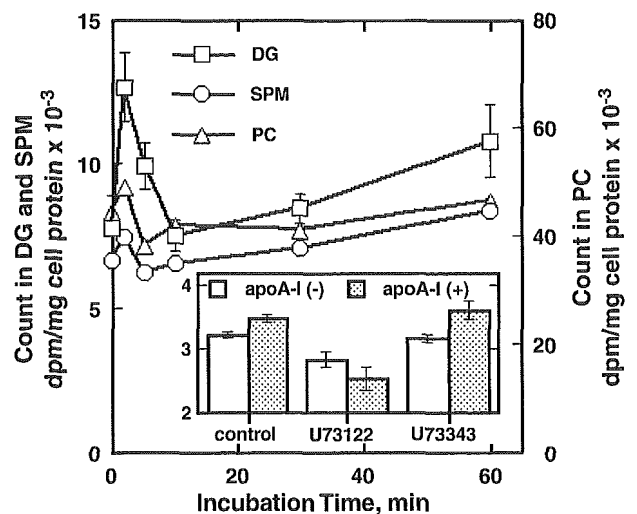 15
10
5
0
Count in DG and SPM
dpm/mg cell protein x 10-3
DG
SPM
PC
80
60
40
20
0
Count in PC
dpm/mg cell protein x 10-3
apoA-I (-) apoA-I (+)
4
3
2
control U73122 U73343
0 20 40 60
Incubation Time, min